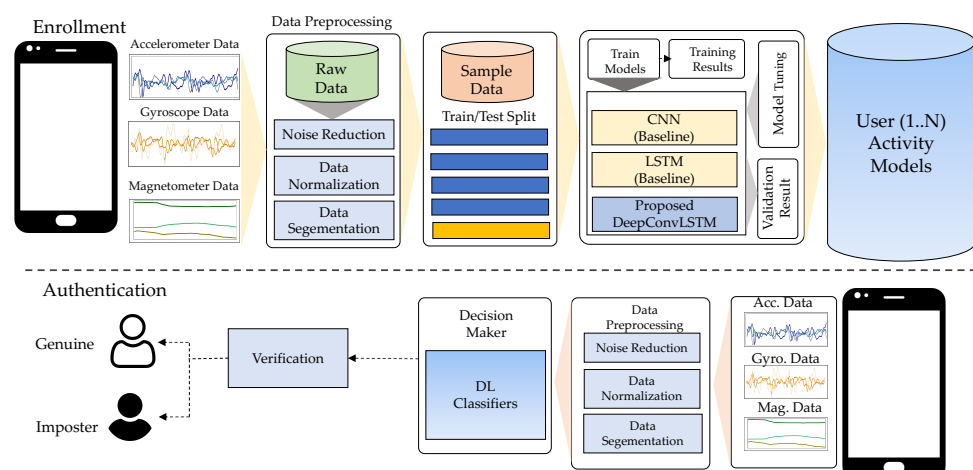 Enrollment
Accelerometer Data
Gyroscope Data
Magnetometer Data
Data Preprocessing
Raw
Data
Noise Reduction
Data
Normalization
Data
Segementation
Sample
Data
Train/Test Split
Train
Models
Training
Results
CNN
(Baseline)
LSTM
(Baseline)
Proposed
DeepConvLSTM
Model Tuning
Validation
Result
User (1..N)
Activity
Models
Authentication
Genuine
Imposter
Verification
Decision
Maker
DL
Classifiers
Data
Preprocessing
Noise Reduction
Data
Normalization
Data
Segementation
Acc. Data
Gyro. Data
Mag. Data